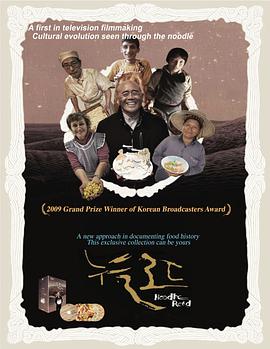 A first in television filmmaking
Cultural evolution seen through the noodle
2009 Grand Prize Winner of Korean Broadcasters Award
A new approach in documenting food history
This exclusive collection can be yours
누들로드
Noodle
Road